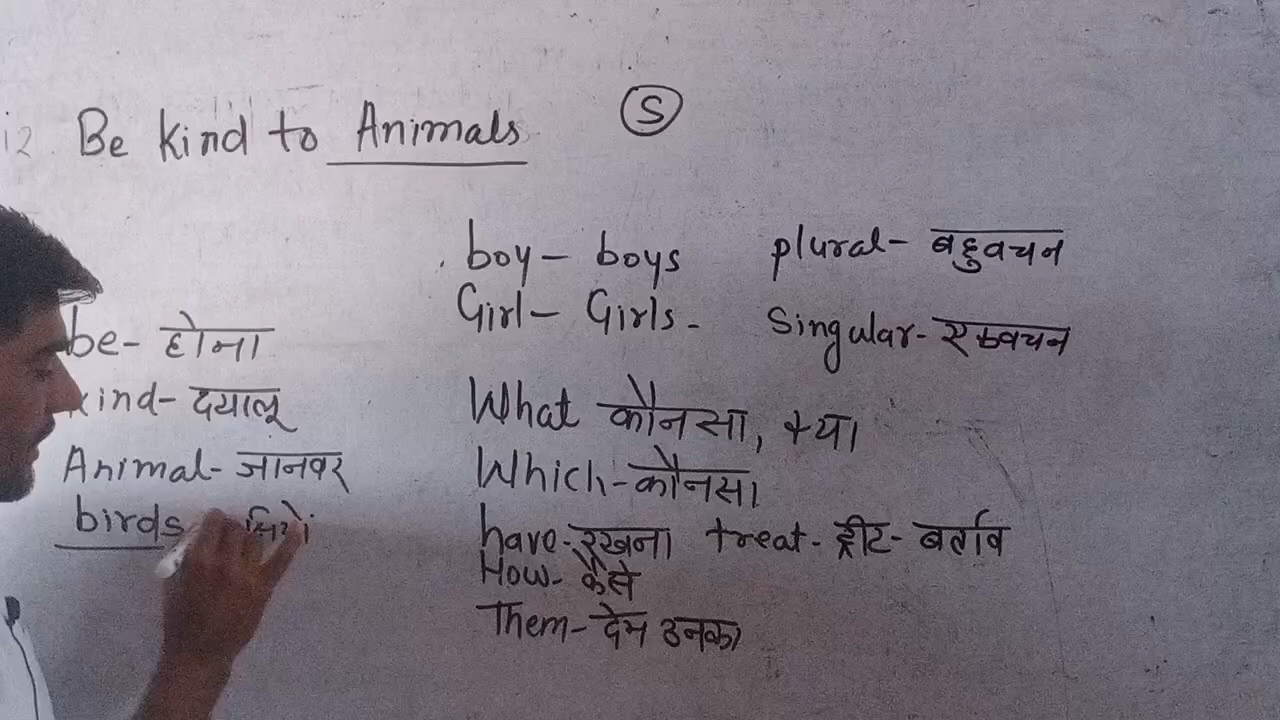 Be Kind to Animals
S
boy - boys
plural - बहुवचन
Girl - Girls -
Singular - एकवचन
be - होना
kind - दयालू
Animal - जानवर
birds
What कौनसा, क्या
Which - कौनसा
have - रखना treat - ट्रीट - बर्ताव
How - कैसे
Them - देम उनका